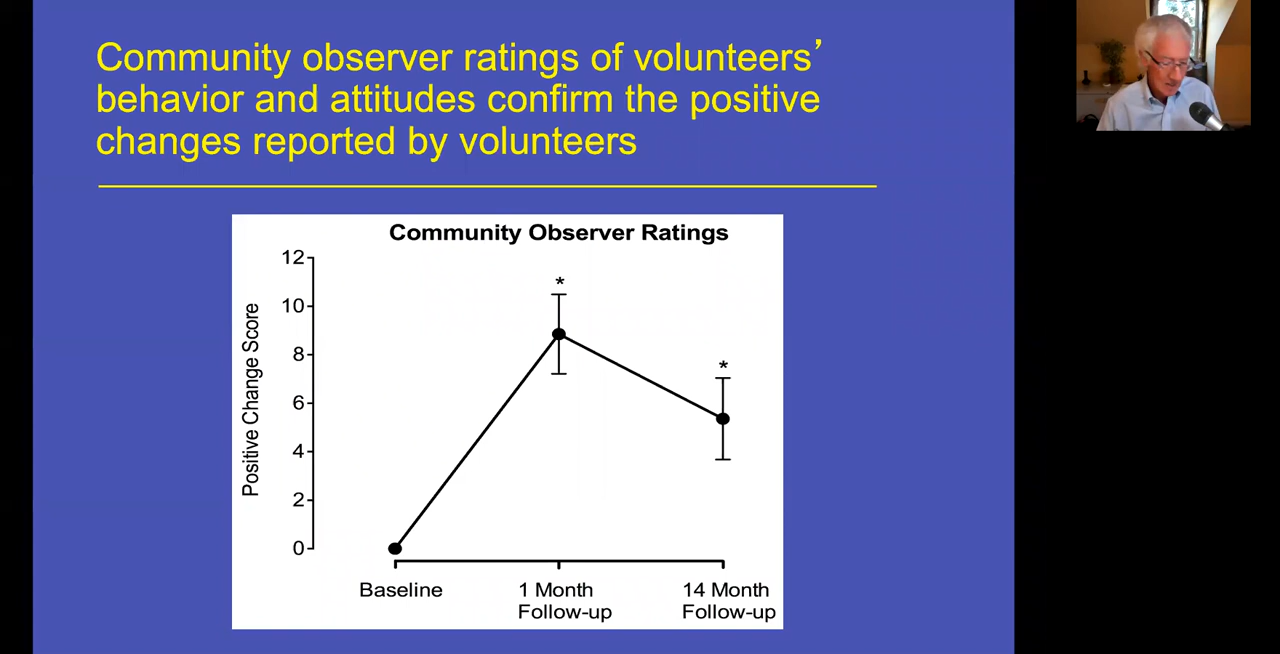 Community observer ratings of volunteers’
behavior and attitudes confirm the positive
changes reported by volunteers
Community Observer Ratings
Positive Change Score
12
10
8
6
4
2
0
*
*
Baseline
1 Month
Follow-up
14 Month
Follow-up